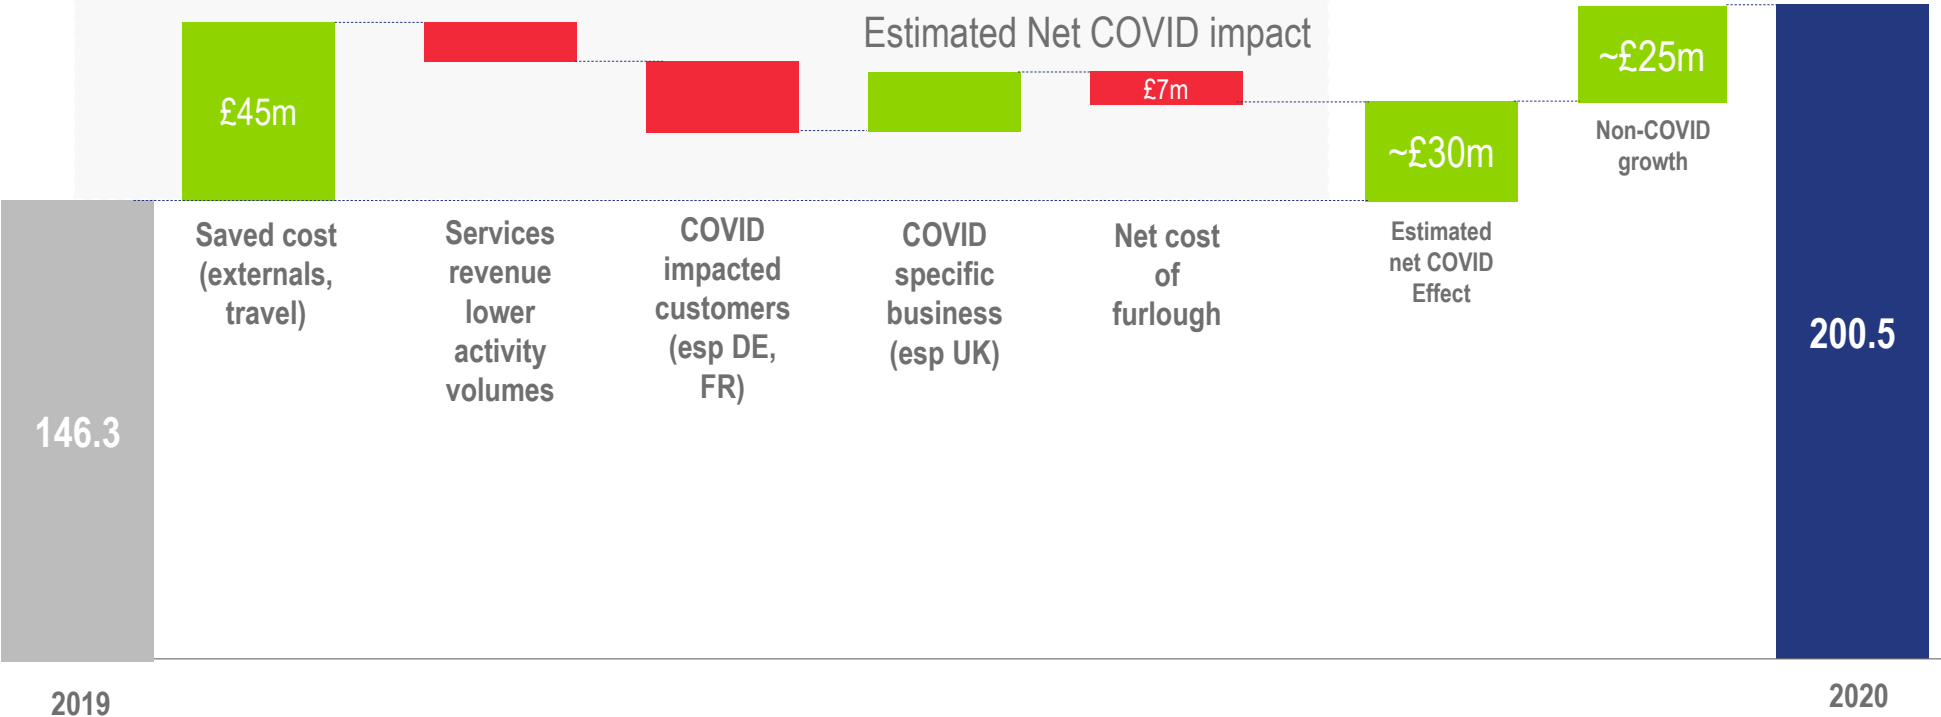 Estimated Net COVID impact
£45m
£7m
~£30m
~£25m
Non-COVID
growth
Saved cost
(externals,
travel)
Services
revenue
lower
activity
volumes
COVID
impacted
customers
(esp DE,
FR)
COVID
specific
business
(esp UK)
Net cost
of
furlough
Estimated
net COVID
Effect
146.3
200.5
2019
2020